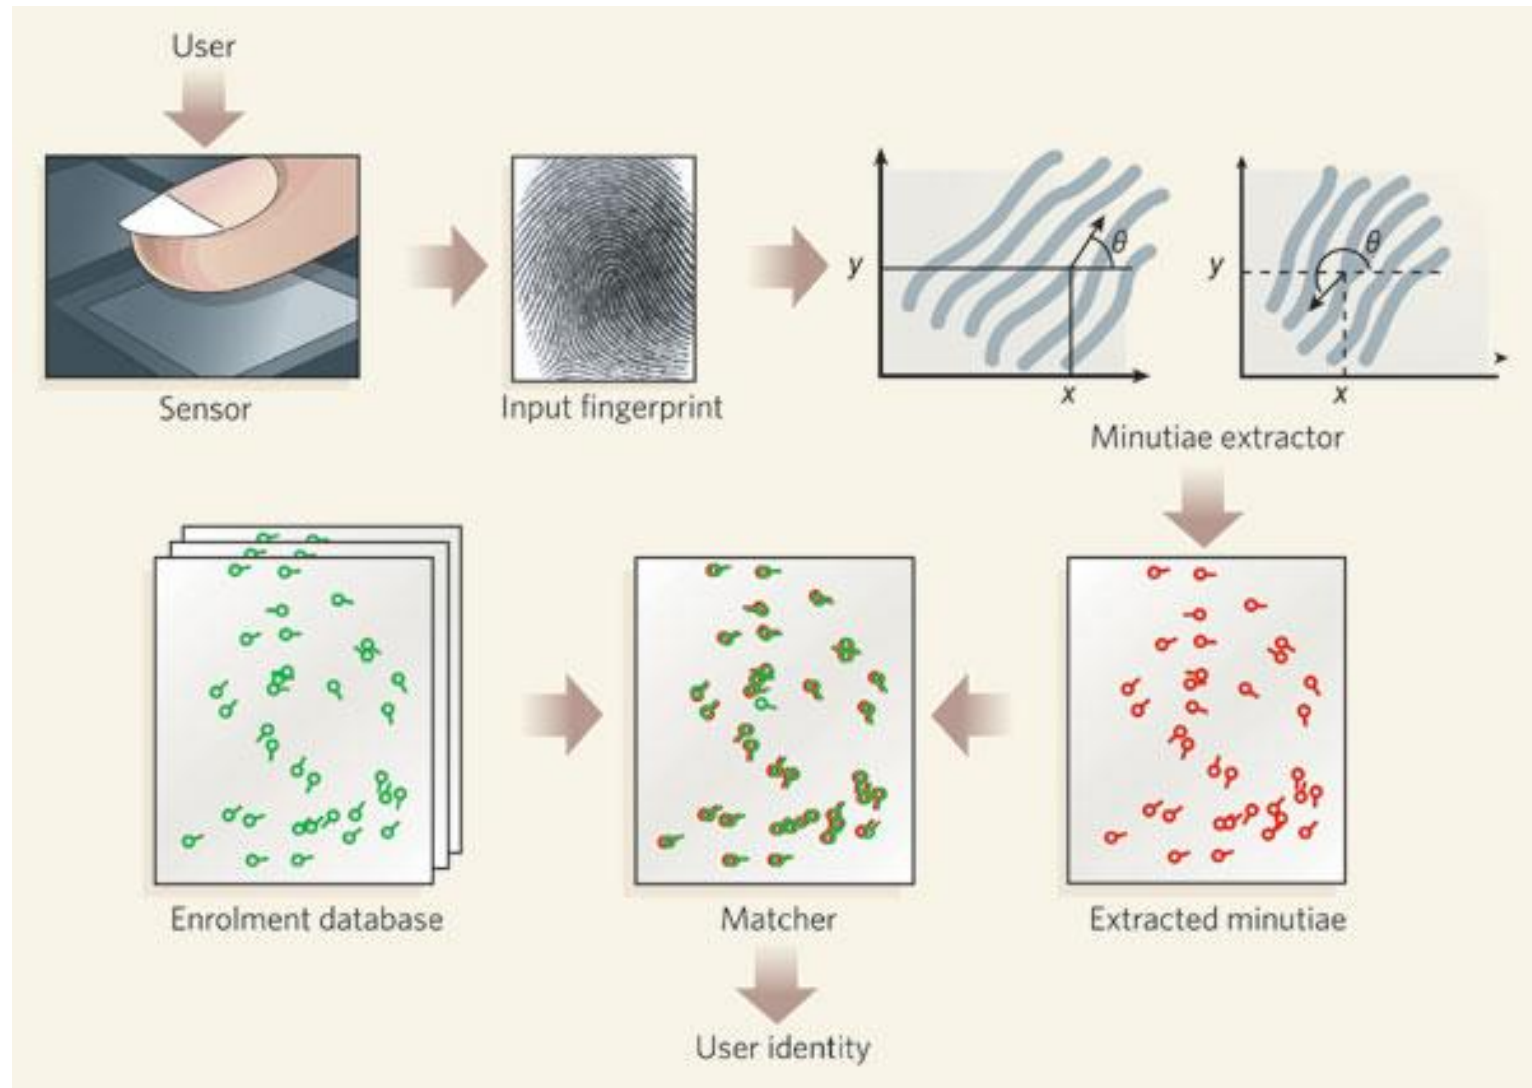 User
Sensor
Input fingerprint
y
θ
x
y
θ
x
Minutiae extractor
Enrolment database
Matcher
Extracted minutiae
User identity